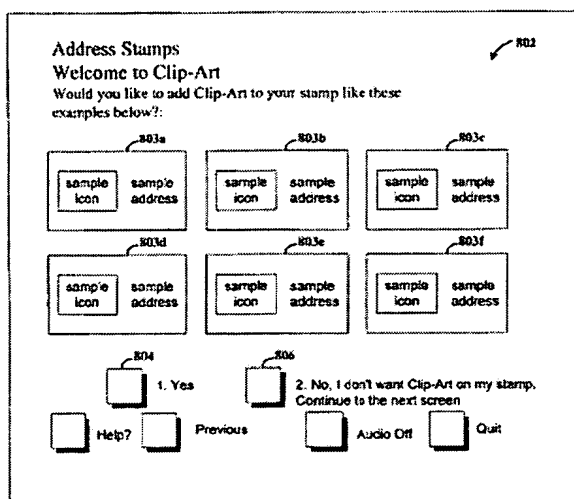 802
Address Stamps
Welcome to Clip-Art
Would you like to add Clip-Art to your stamp like these
examples below?:
803a 803b 803c
sample icon sample address sample icon sample address sample icon sample address
803d 803e 803f
sample icon sample address sample icon sample address sample icon sample address
804 806
1. Yes 2. No, I don't want Clip-Art on my stamp.
Continue to the next screen
Help? Previous Audio Off Quit